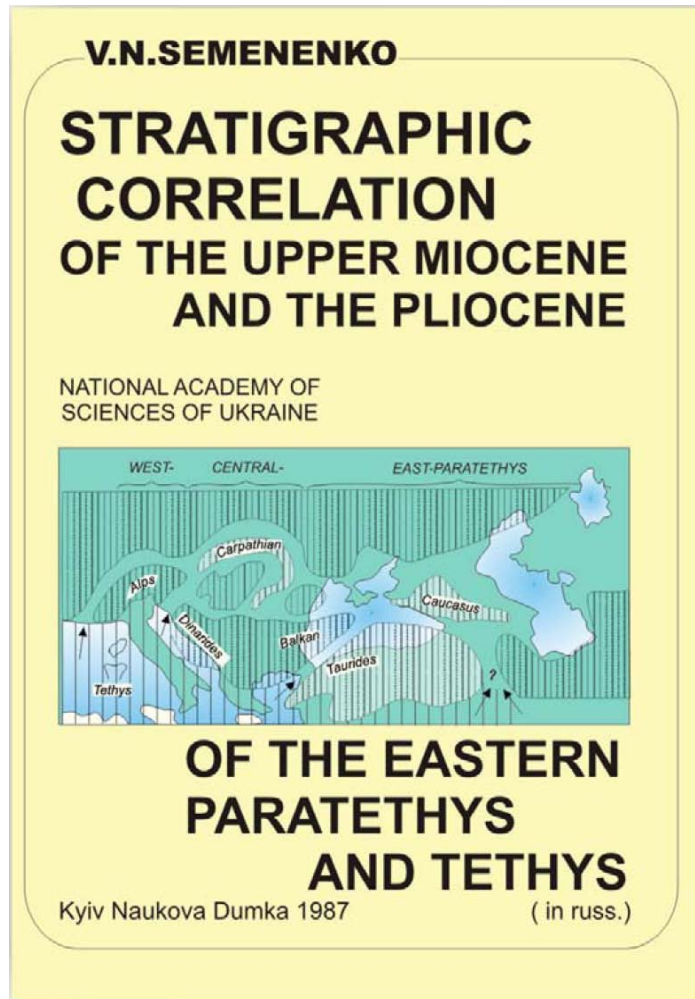 V.N.SEMENENKO
STRATIGRAPHIC
CORRELATION
OF THE UPPER MIOCENE
AND THE PLIOCENE
NATIONAL ACADEMY OF
SCIENCES OF UKRAINE
WEST- CENTRAL- EAST-PARATETHYS
Carpathian
Alps
Caucasus
Dinarides
Balkan
Taurides
Tethys
?
OF THE EASTERN
PARATETHYS
AND TETHYS
Kyiv Naukova Dumka 1987 ( in russ.)